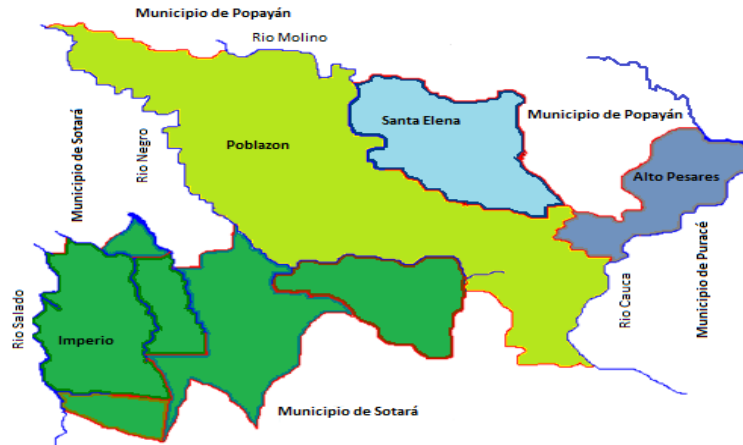 Municipio de Popayán
Rio Molino
Santa Elena
Municipio de Popayán
Municipio de Sotará
Rio Negro
Poblazon
Alto Pesares
Municipio de Puracé
Rio Cauca
Rio Salado
Imperio
Municipio de Sotará